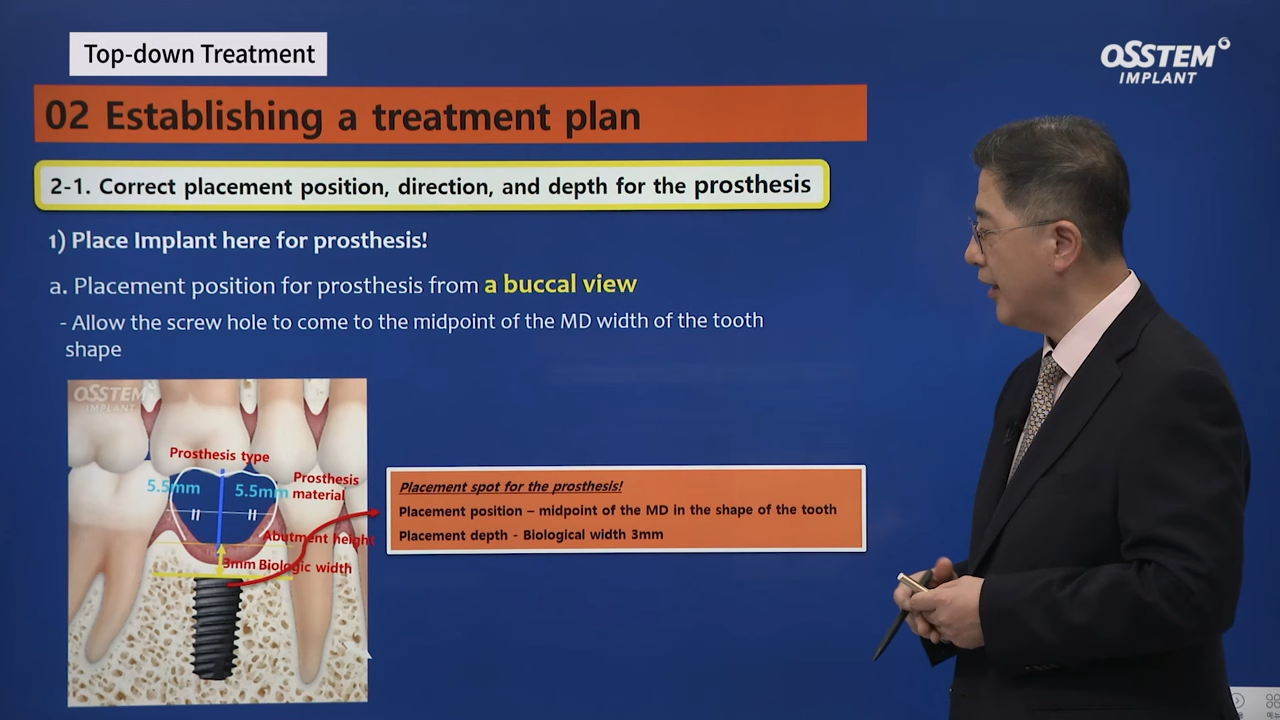 Top-down Treatment
OSSTEM
IMPLANT
02 Establishing a treatment plan
2-1. Correct placement position, direction, and depth for the prosthesis
1) Place Implant here for prosthesis!
a. Placement position for prosthesis from a buccal view
- Allow the screw hole to come to the midpoint of the MD width of the tooth
shape
OSSTEM
IMPLANT
Prosthesis type
Prosthesis
material
5.5mm 5.5mm
Abutment height
3mm Biologic width
Placement spot for the prosthesis!
Placement position – midpoint of the MD in the shape of the tooth
Placement depth - Biological width 3mm